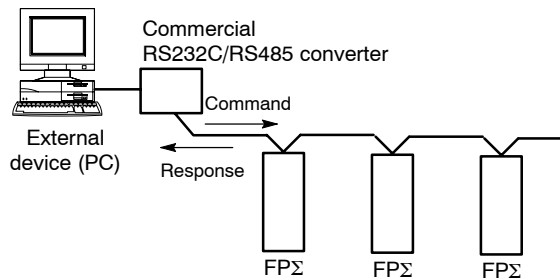 Commercial
RS232C/RS485 converter
Command
External
device (PC)
Response
FPΣ
FPΣ
FPΣ